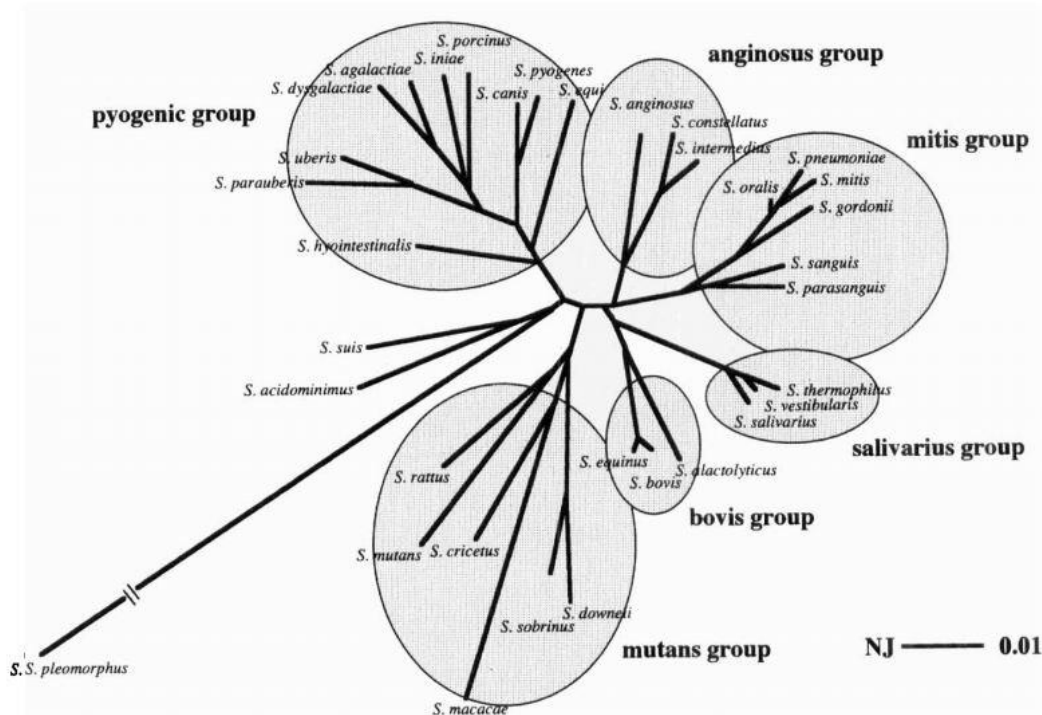 S. porcinus
S. iniae
S. agalactiae
S. dysgalactiae
S. pyogenes
S. canis
S. equi
pyogenic group
S. uberis
S. parauberis
S. hyointestinalis
anginosus group
S. anginosus
S. constellatus
S. intermedius
mitis group
S. pneumoniae
S. oralis
S. mitis
S. gordonii
S. sanguis
S. parasanguis
S. suis
S. acidominimus
S. thermophilus
S. vestibularis
S. salivarius
salivarius group
S. equinus
S. alactolyticus
S. bovis
bovis group
S. rattus
S. mutans
S. cricetus
S. sobrinus
S. downeii
mutans group
S. macacae
S. S. pleomorphus
NJ 0.01